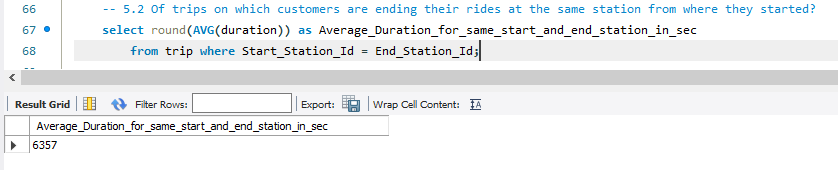 66 -- 5.2 Of trips on which customers are ending their rides at the same station from where they started?
67 select round(AVG(duration)) as Average_Duration_for_same_start_and_end_station_in_sec
68 from trip where Start_Station_Id = End_Station_Id;
Result Grid Filter Rows: Export: Wrap Cell Content:
Average_Duration_for_same_start_and_end_station_in_sec
6357